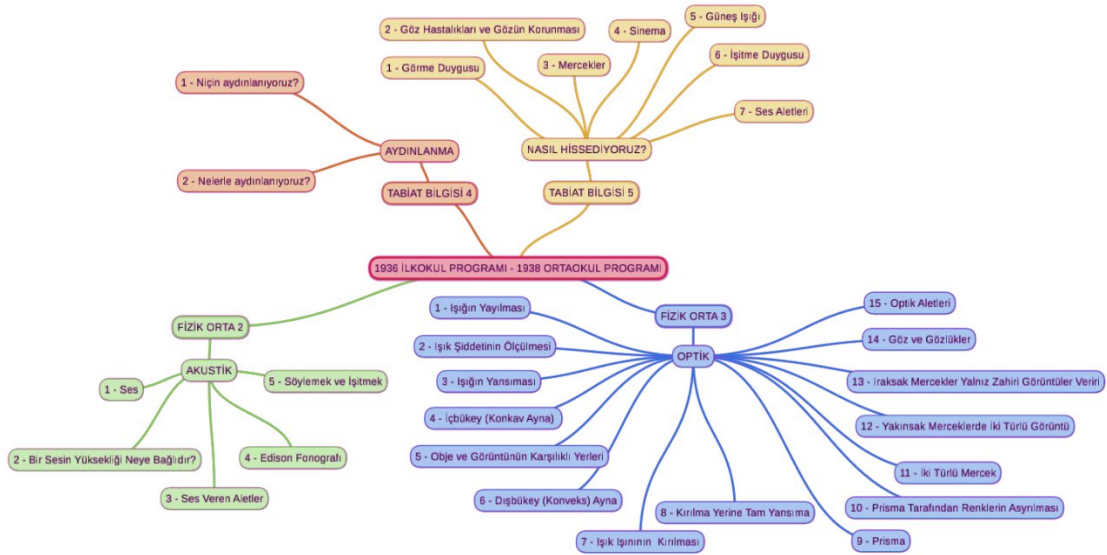 1936 İLKOKUL PROGRAMI - 1938 ORTAOKUL PROGRAMI
TABİAT BİLGİSİ 4
AYDINLANMA
1 - Niçin aydınlanıyoruz?
2 - Nelerle aydınlanıyoruz?
TABİAT BİLGİSİ 5
NASIL HİSSEDİYORUZ?
1 - Görme Duygusu
2 - Göz Hastalıkları ve Gözün Korunması
3 - Mercekler
4 - Sinema
5 - Güneş Işığı
6 - İşitme Duygusu
7 - Ses Aletleri
FİZİK ORTA 2
AKUSTİK
1 - Ses
2 - Bir Sesin Yüksekliği Neye Bağlıdır?
3 - Ses Veren Aletler
4 - Edison Fonografı
5 - Söylemek ve İşitmek
FİZİK ORTA 3
OPTİK
1 - Işığın Yayılması
2 - Işık Şiddetinin Ölçülmesi
3 - Işığın Yansıması
4 - İçbükey (Konkav Ayna)
5 - Obje ve Görüntünün Karşılıklı Yerleri
6 - Dışbükey (Konveks) Ayna
7 - Işık Işınının Kırılması
8 - Kırılma Yerine Tam Yansıma
9 - Prisma
10 - Prisma Tarafından Renklerin Asyrılması
11 - İki Türlü Mercek
12 - Yakınsak Merceklerde İki Türlü Görüntü
13 - Iraksak Mercekler Yalnız Zahiri Görüntüler Veriri
14 - Göz ve Gözlükler
15 - Optik Aletleri